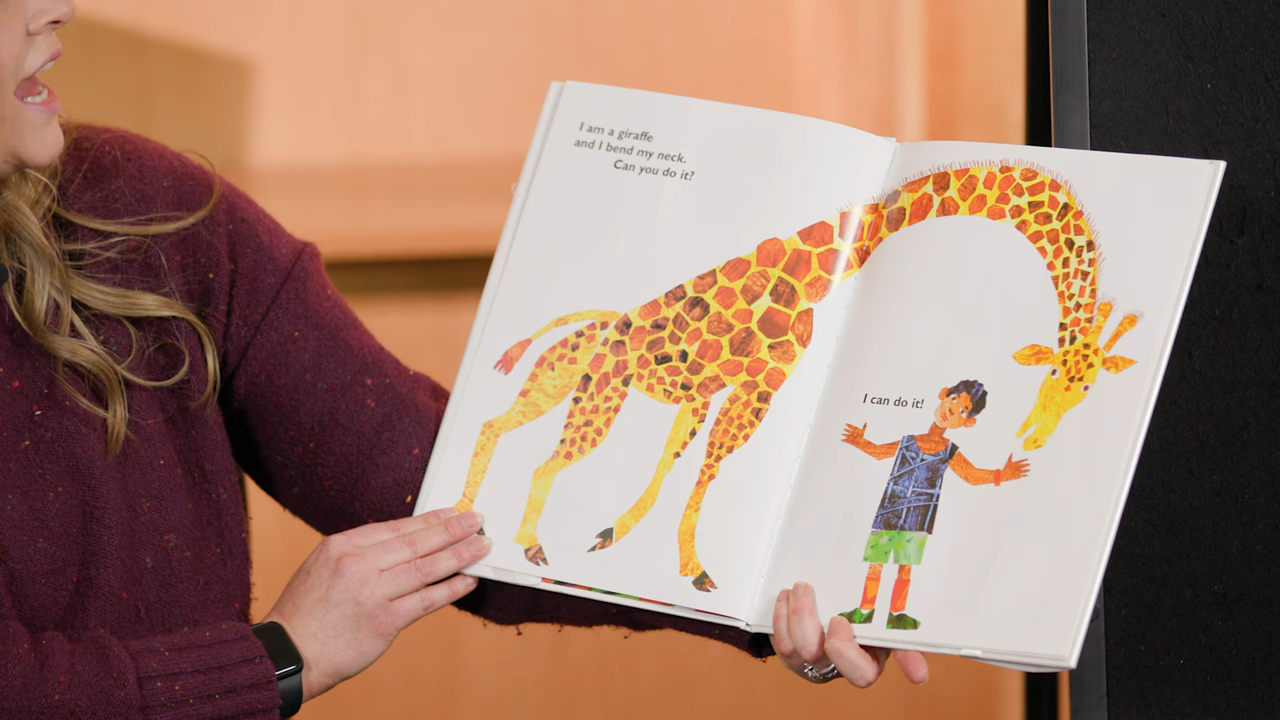 I am a giraffe
and I bend my neck.
Can you do it?
I can do it!